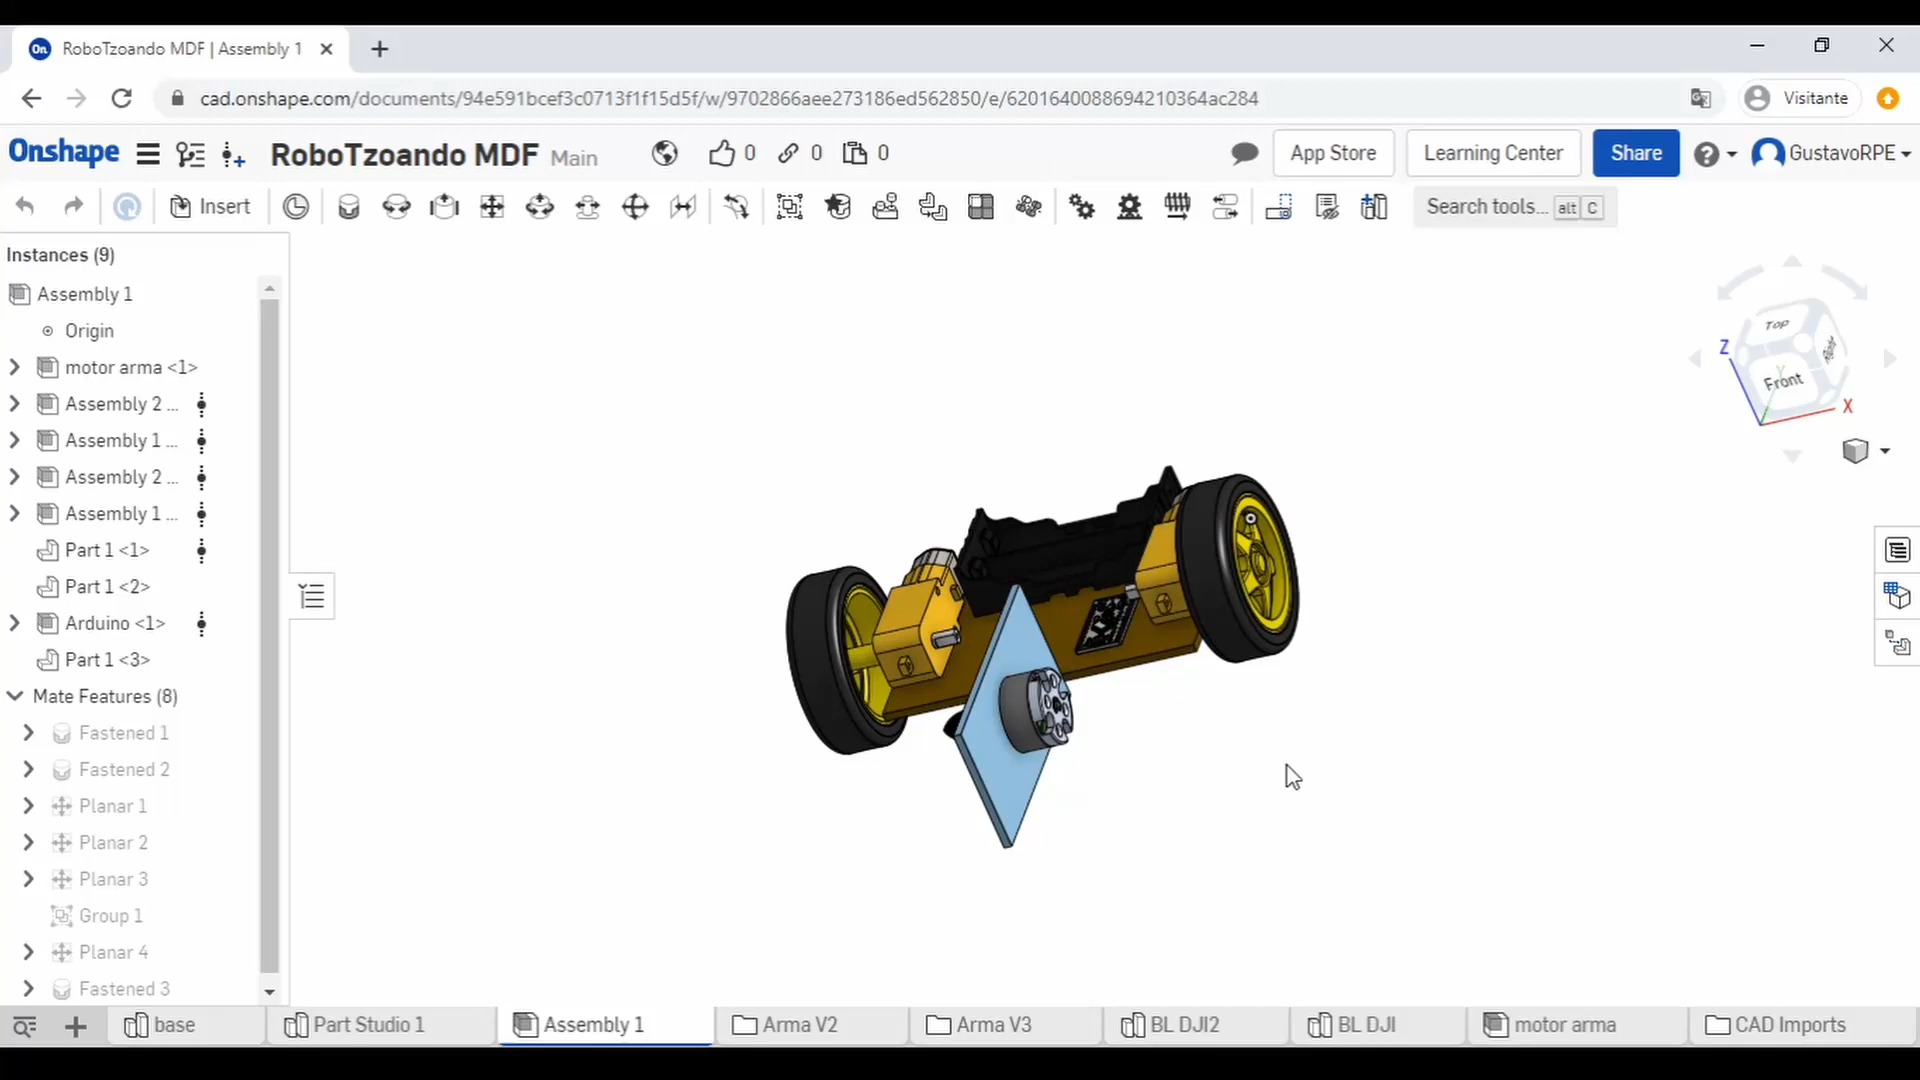 On RoboTzoando MDF | Assembly 1
cad.onshape.com/documents/94e591bcef3c0713f1f15d5f/w/9702866aee273186ed562850/e/6201640088694210364ac284
Visitante
Onshape
RoboTzoando MDF Main
0 0 0
App Store
Learning Center
Share
GustavoRPE
Insert
Search tools... alt C
Instances (9)
Assembly 1
Origin
motor arma <1>
Assembly 2 ...
Assembly 1 ...
Assembly 2 ...
Assembly 1 ...
Part 1 <1>
Part 1 <2>
Arduino <1>
Part 1 <3>
Mate Features (8)
Fastened 1
Fastened 2
Planar 1
Planar 2
Planar 3
Group 1
Planar 4
Fastened 3
Top
Right
Front
Z
Y
X
base
Part Studio 1
Assembly 1
Arma V2
Arma V3
BL DJI2
BL DJI
motor arma
CAD Imports